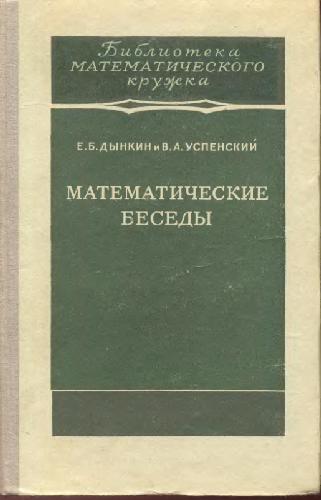 Библиотека
МАТЕМАТИЧЕСКОГО
кружка
Е.Б.ДЫНКИН и В.А.УСПЕНСКИЙ
МАТЕМАТИЧЕСКИЕ
БЕСЕДЫ